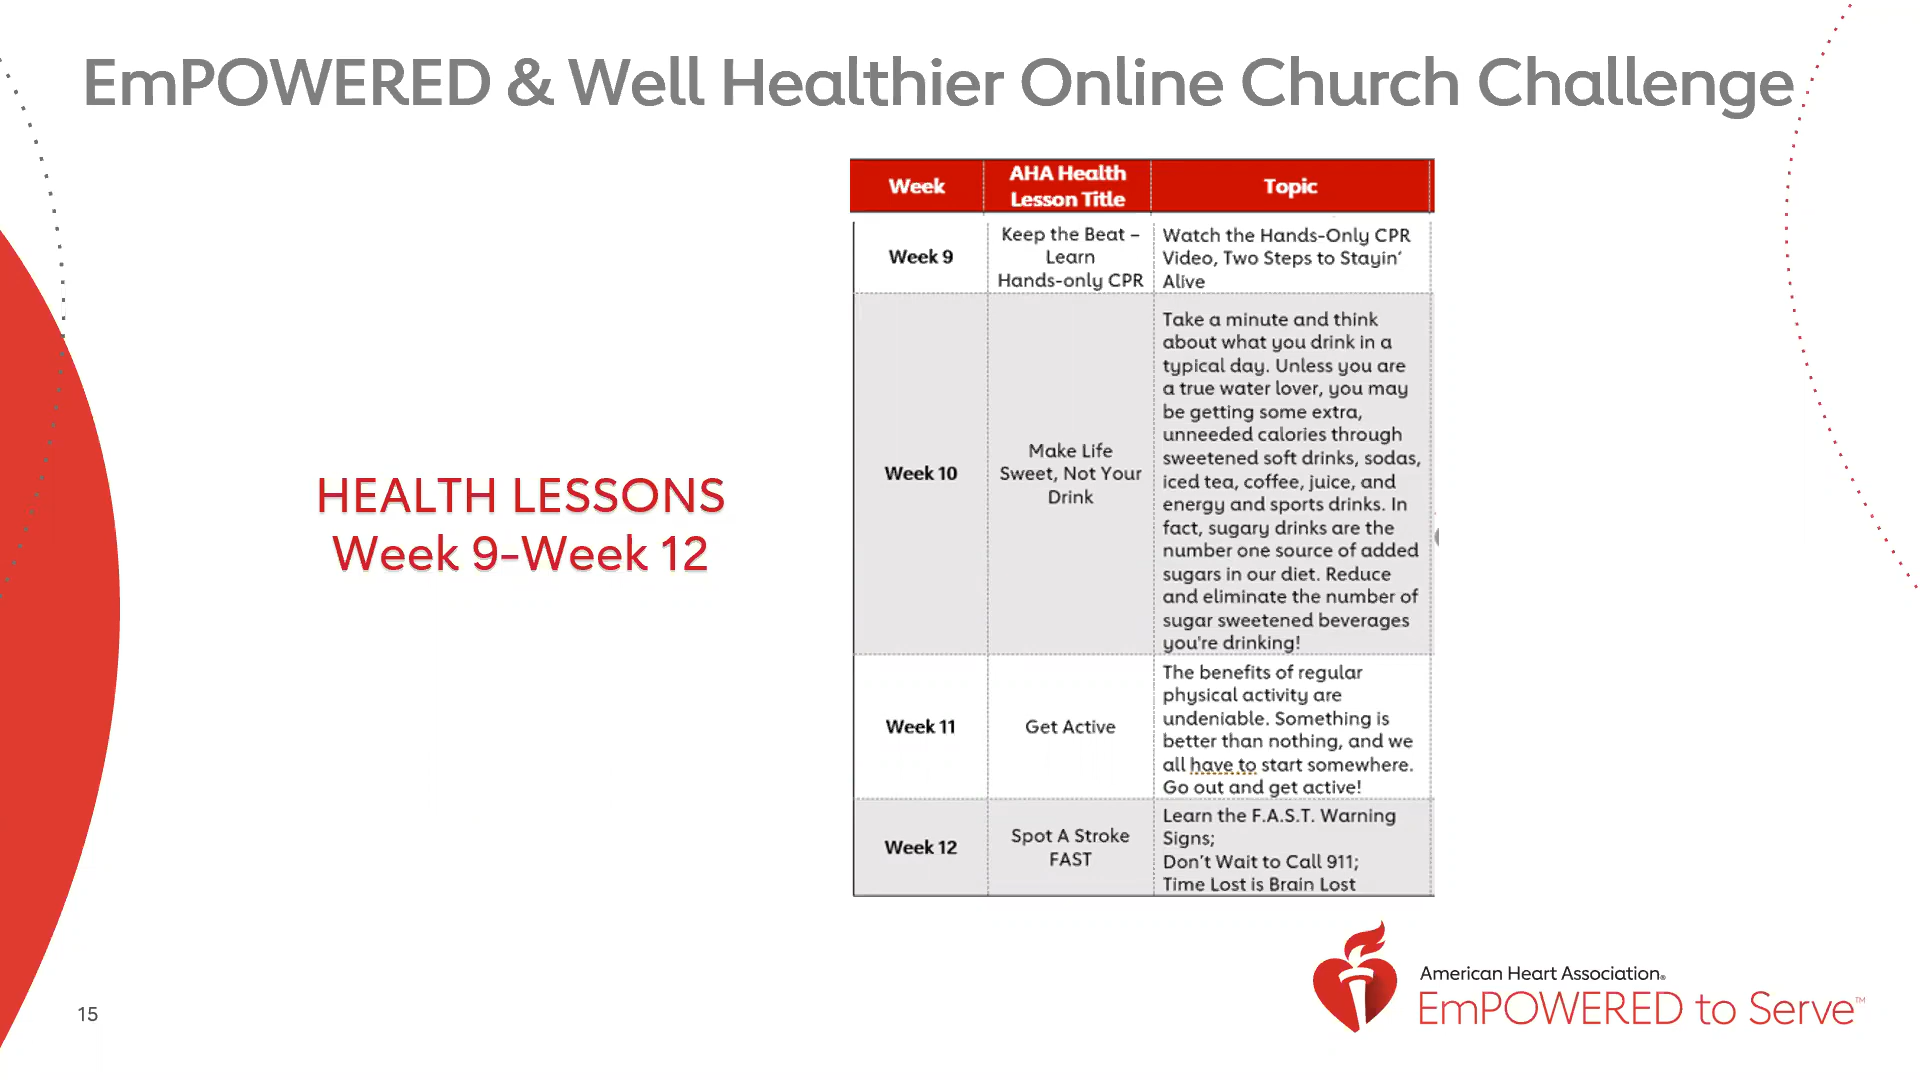 EmPOWERED & Well Healthier Online Church Challenge
HEALTH LESSONS
Week 9-Week 12
Week
AHA Health
Lesson Title
Topic
Week 9
Keep the Beat –
Learn
Hands-only CPR
Watch the Hands-Only CPR
Video, Two Steps to Stayin’
Alive
Week 10
Make Life
Sweet, Not Your
Drink
Take a minute and think
about what you drink in a
typical day. Unless you are
a true water lover, you may
be getting some extra,
unneeded calories through
sweetened soft drinks, sodas,
iced tea, coffee, juice, and
energy and sports drinks. In
fact, sugary drinks are the
number one source of added
sugars in our diet. Reduce
and eliminate the number of
sugar sweetened beverages
you're drinking!
Week 11
Get Active
The benefits of regular
physical activity are
undeniable. Something is
better than nothing, and we
all have to start somewhere.
Go out and get active!
Week 12
Spot A Stroke
FAST
Learn the F.A.S.T. Warning
Signs;
Don’t Wait to Call 911;
Time Lost is Brain Lost
15
American Heart Association®
EmPOWERED to Serve™